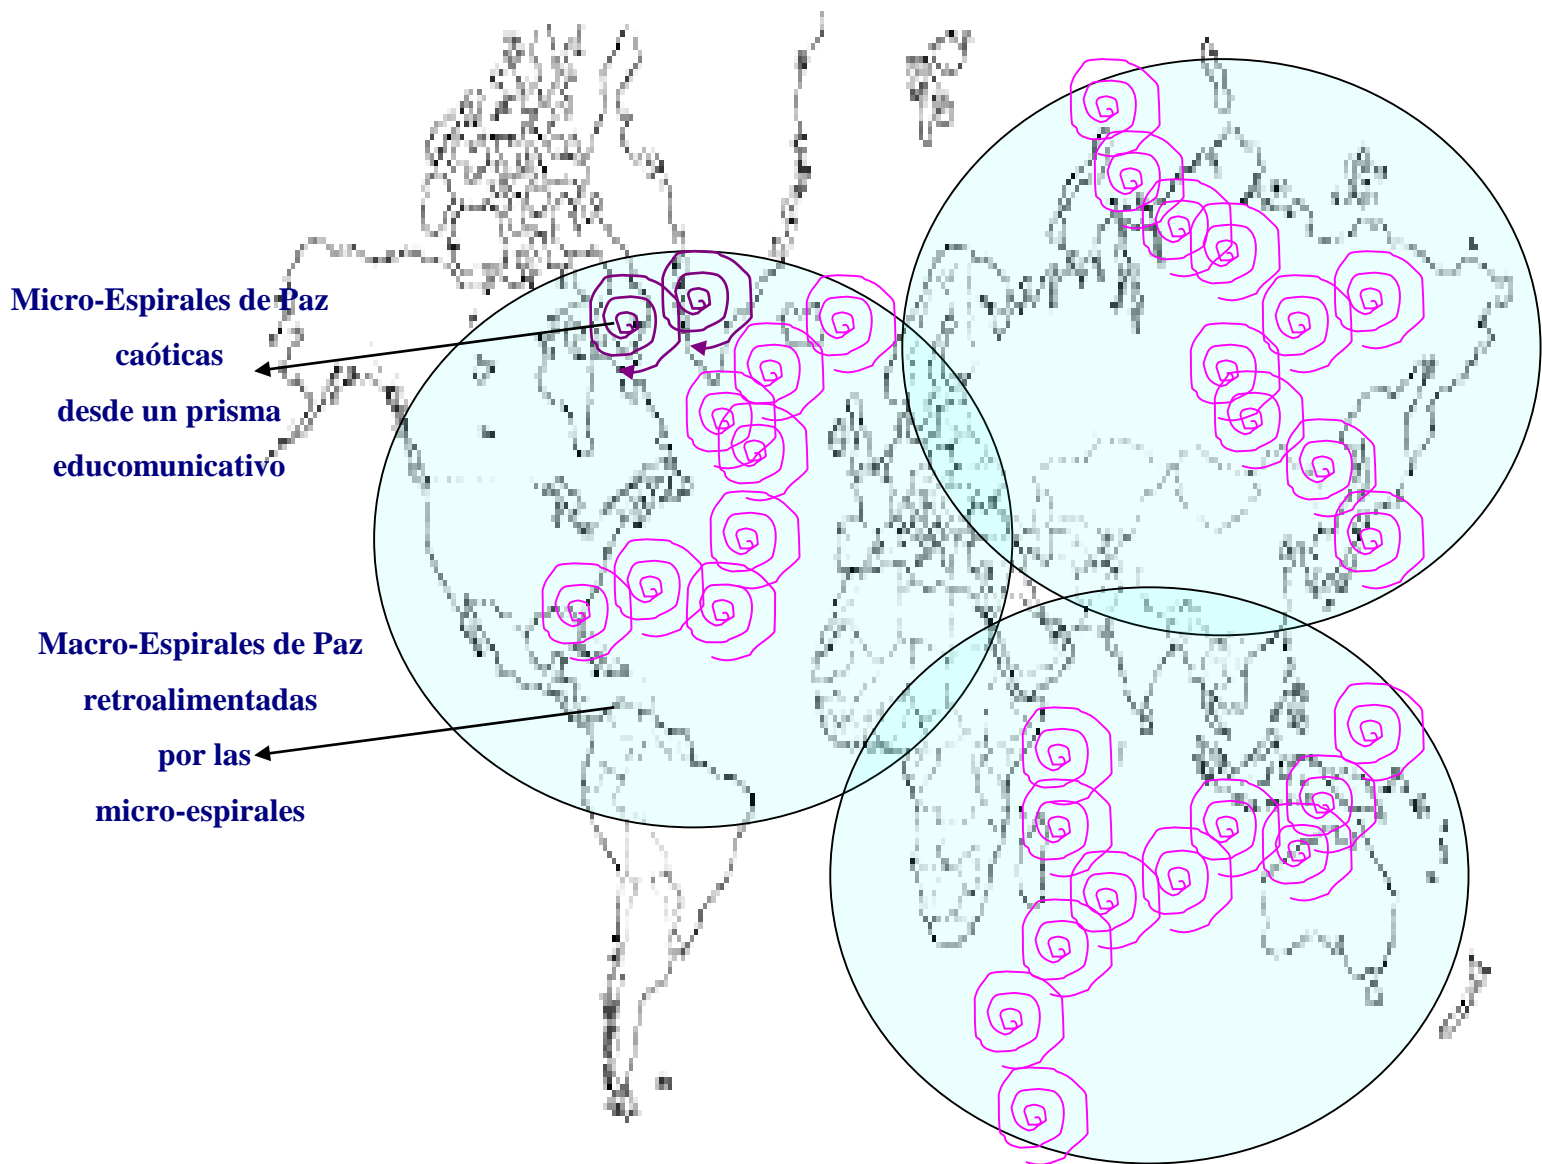 Micro-Espirales de Paz
caóticas
desde un prisma
educomunicativo
Macro-Espirales de Paz
retroalimentadas
por las
micro-espirales